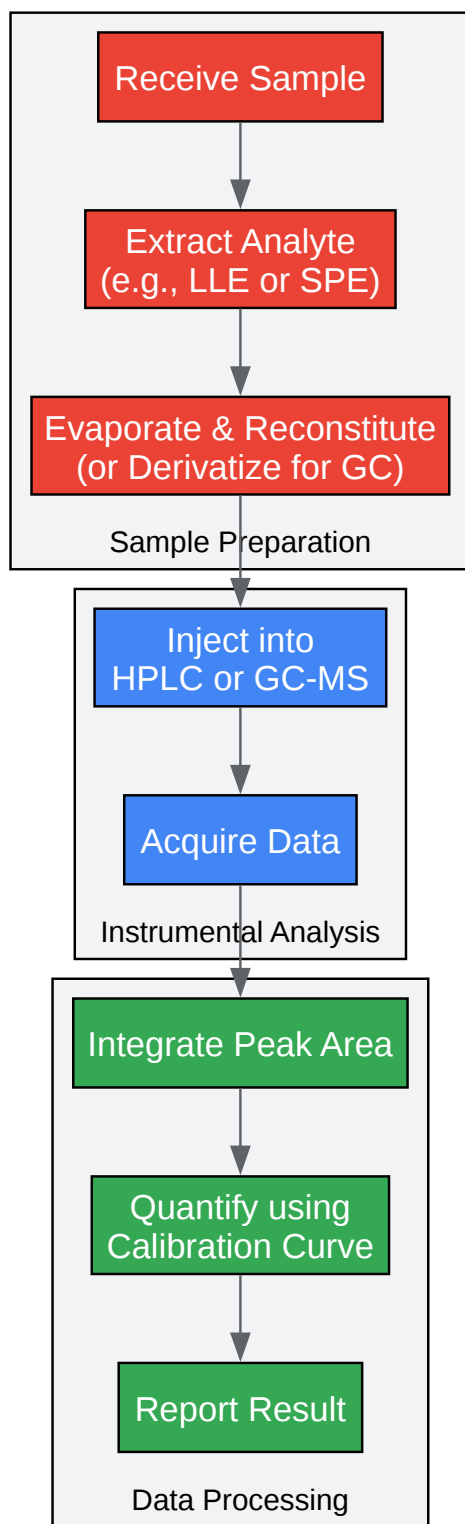 Receive Sample
Extract Analyte
(e.g., LLE or SPE)
Evaporate & Reconstitute
(or Derivatize for GC)
Sample Preparation
Inject into
HPLC or GC-MS
Acquire Data
Instrumental Analysis
Integrate Peak Area
Quantify using
Calibration Curve
Report Result
Data Processing